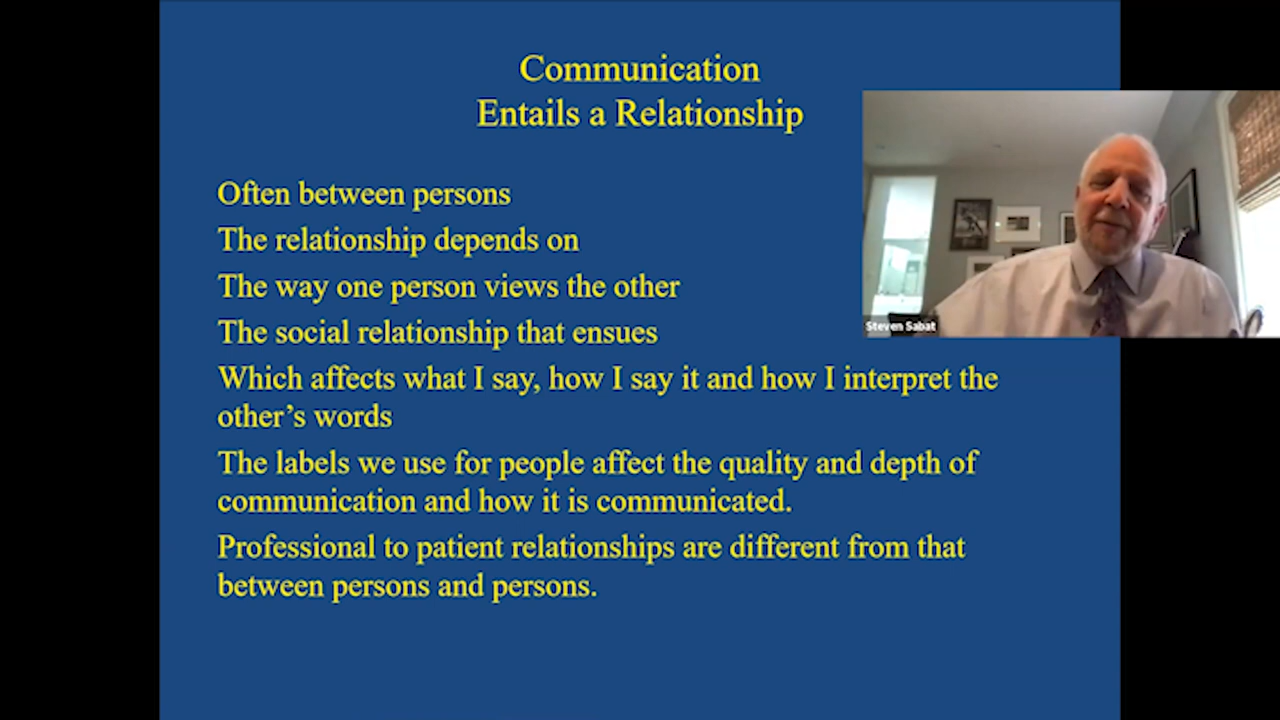 Communication
Entails a Relationship
Often between persons
The relationship depends on
The way one person views the other
The social relationship that ensues
Steven Sabat
Which affects what I say, how I say it and how I interpret the
other’s words
The labels we use for people affect the quality and depth of
communication and how it is communicated.
Professional to patient relationships are different from that
between persons and persons.